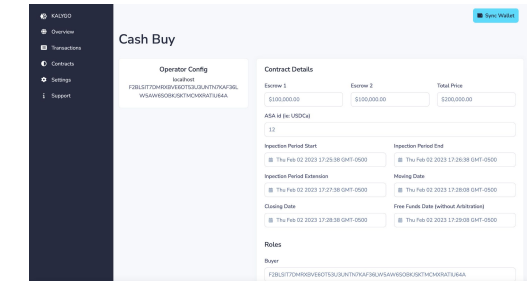 KALYGO
Sync Wallet
Overview
Transactions
Contracts
Settings
Support
Cash Buy
Operator Config
localhost
F2BLSIT7DMRXBVE6OT53U3UNTN7KAF36L
WSAW6SOBKJSKTMCMXRATIU64A
Contract Details
Escrow 1
Escrow 2
Total Price
$100,000.00
$100,000.00
$200,000.00
ASA Id (ie: USDCa)
12
Inpection Period Start
Inpection Period End
Thu Feb 02 2023 17:25:38 GMT-0500
Thu Feb 02 2023 17:26:38 GMT-0500
Inpection Period Extension
Moving Date
Thu Feb 02 2023 17:27:38 GMT-0500
Thu Feb 02 2023 17:28:08 GMT-0500
Closing Date
Free Funds Date (without Arbitration)
Thu Feb 02 2023 17:28:38 GMT-0500
Thu Feb 02 2023 17:29:08 GMT-0500
Roles
Buyer
F2BLSIT7DMRXBVE6OT53U3UNTN7KAF36LWSAW6SOBKJSKTMCMXRATIU64A